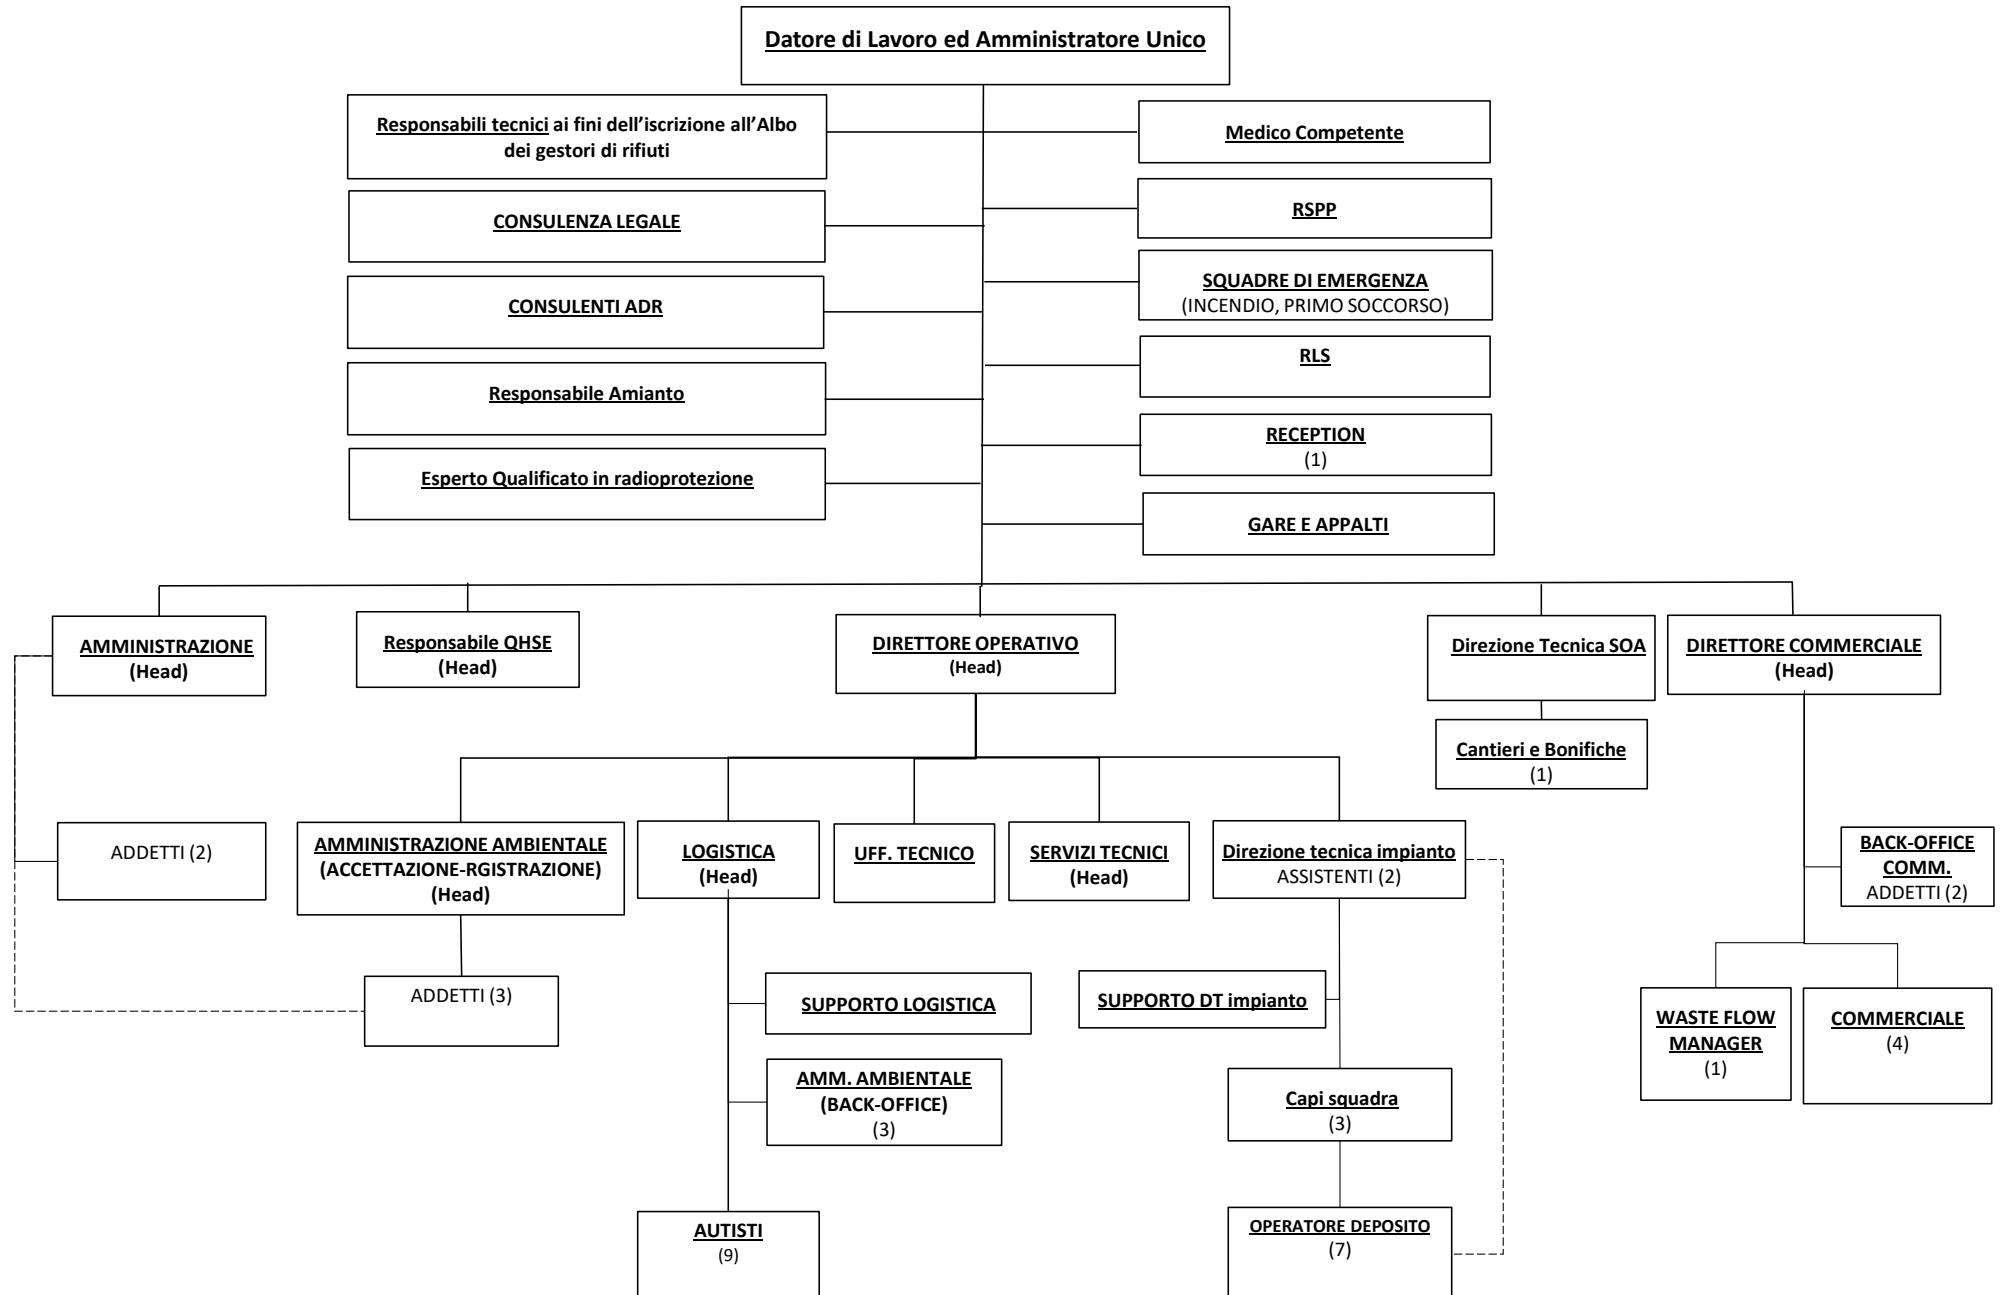 Datore di Lavoro ed Amministratore Unico
Responsabili tecnici ai fini dell’iscrizione all’Albo
dei gestori di rifiuti
Medico Competente
CONSULENZA LEGALE
RSPP
CONSULENTI ADR
SQUADRE DI EMERGENZA
(INCENDIO, PRIMO SOCCORSO)
Responsabile Amianto
RLS
Esperto Qualificato in radioprotezione
RECEPTION
(1)
GARE E APPALTI
AMMINISTRAZIONE
(Head)
Responsabile QHSE
(Head)
DIRETTORE OPERATIVO
(Head)
Direzione Tecnica SOA
DIRETTORE COMMERCIALE
(Head)
Cantieri e Bonifiche
(1)
ADDETTI (2)
AMMINISTRAZIONE AMBIENTALE
(ACCETTAZIONE-RGISTRAZIONE)
(Head)
LOGISTICA
(Head)
UFF. TECNICO
SERVIZI TECNICI
(Head)
Direzione tecnica impianto
ASSISTENTI (2)
BACK-OFFICE
COMM.
ADDETTI (2)
ADDETTI (3)
SUPPORTO LOGISTICA
SUPPORTO DT impianto
WASTE FLOW
MANAGER
(1)
COMMERCIALE
(4)
AMM. AMBIENTALE
(BACK-OFFICE)
(3)
Capi squadra
(3)
AUTISTI
(9)
OPERATORE DEPOSITO
(7)